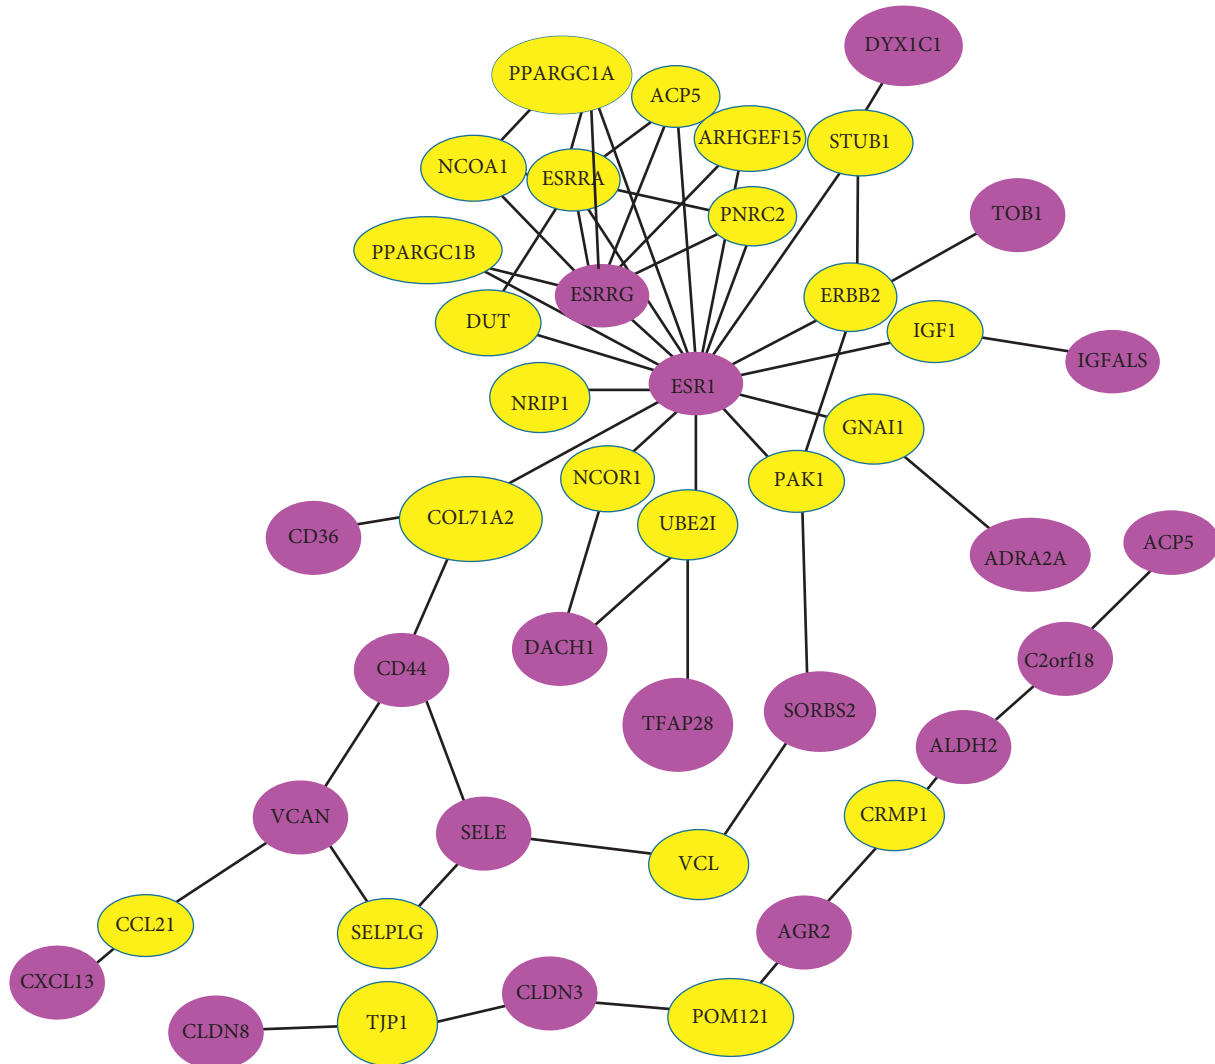 DYX1C1
PPARGC1A
ACP5
ARHGEF15
STUB1
NCOA1
ESRRA
PNRC2
TOB1
PPARGC1B
ESRRG
ERBB2
DUT
IGF1
IGFALS
ESR1
NRIP1
GNAI1
NCOR1
PAK1
COL71A2
UBE2I
CD36
ADRA2A
ACP5
DACH1
C2orf18
CD44
TFAP28
SORBS2
ALDH2
VCAN
SELE
CRMP1
VCL
CCL21
SELPLG
AGR2
CXCL13
CLDN3
CLDN8
TJP1
POM121